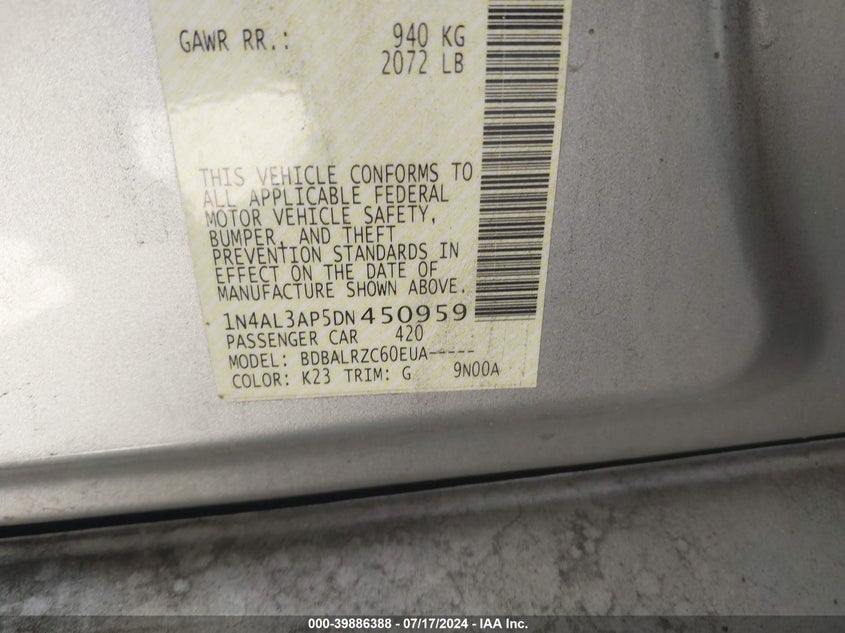 GAWR RR.: 940 KG
2072 LB
THIS VEHICLE CONFORMS TO
ALL APPLICABLE FEDERAL
MOTOR VEHICLE SAFETY,
BUMPER, AND THEFT
PREVENTION STANDARDS IN
EFFECT ON THE DATE OF
MANUFACTURE SHOWN ABOVE.
1N4AL3AP5DN450959
PASSENGER CAR 420
MODEL: BDBALRZC60EUA-----
COLOR: K23 TRIM: G 9N00A
000-39886388 - 07/17/2024 - IAA Inc.